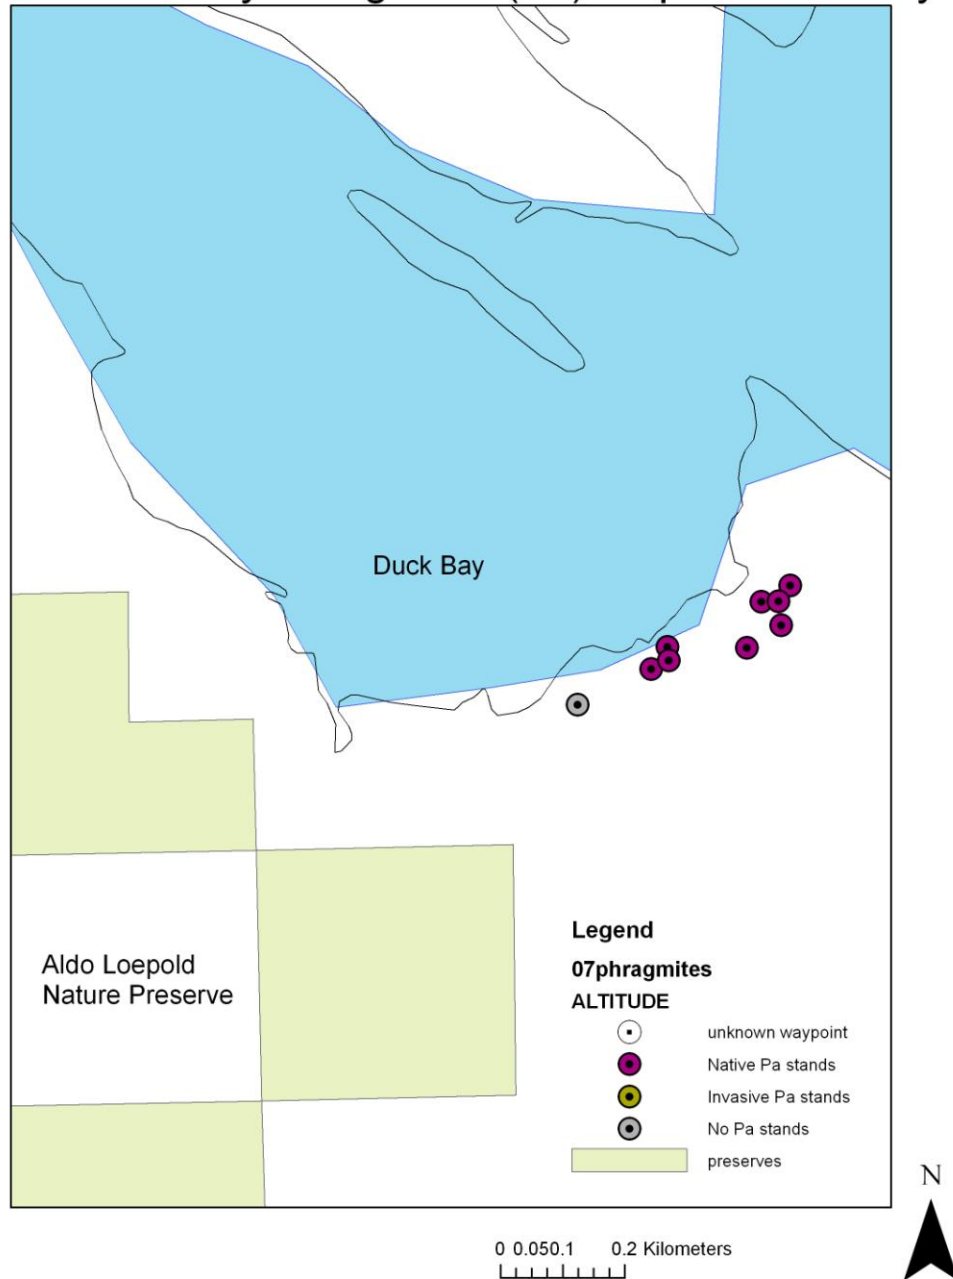 Duck Bay
Aldo Loepold
Nature Preserve
Legend
07phragmites
ALTITUDE
unknown waypoint
Native Pa stands
Invasive Pa stands
No Pa stands
preserves
N
0 0.050.1 0.2 Kilometers